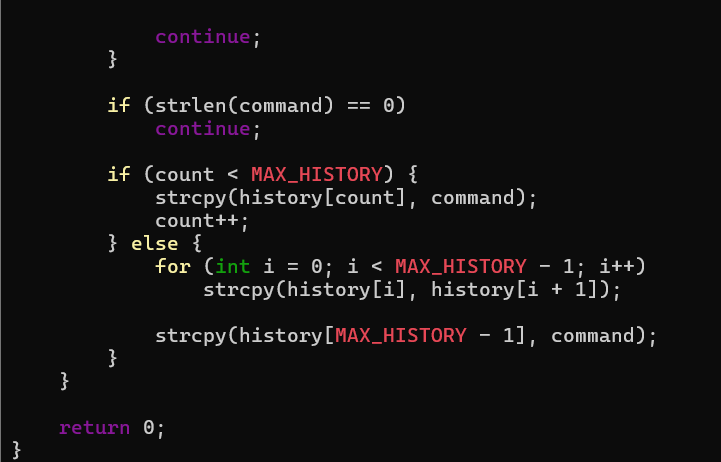 continue;
        }

        if (strlen(command) == 0)
            continue;

        if (count < MAX_HISTORY) {
            strcpy(history[count], command);
            count++;
        } else {
            for (int i = 0; i < MAX_HISTORY - 1; i++)
                strcpy(history[i], history[i + 1]);

            strcpy(history[MAX_HISTORY - 1], command);
        }
    }

    return 0;
}